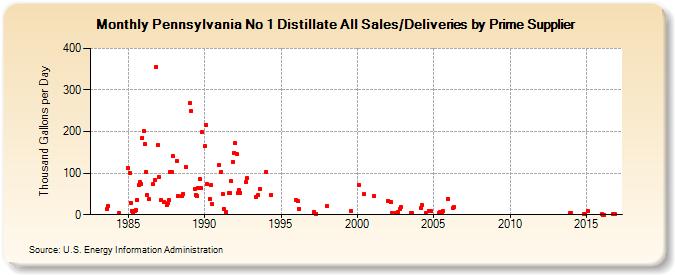 Monthly Pennsylvania No 1 Distillate All Sales/Deliveries by Prime Supplier
Thousand Gallons per Day
400
300
200
100
0
1985 1990 1995 2000 2005 2010 2015
Source: U.S. Energy Information Administration